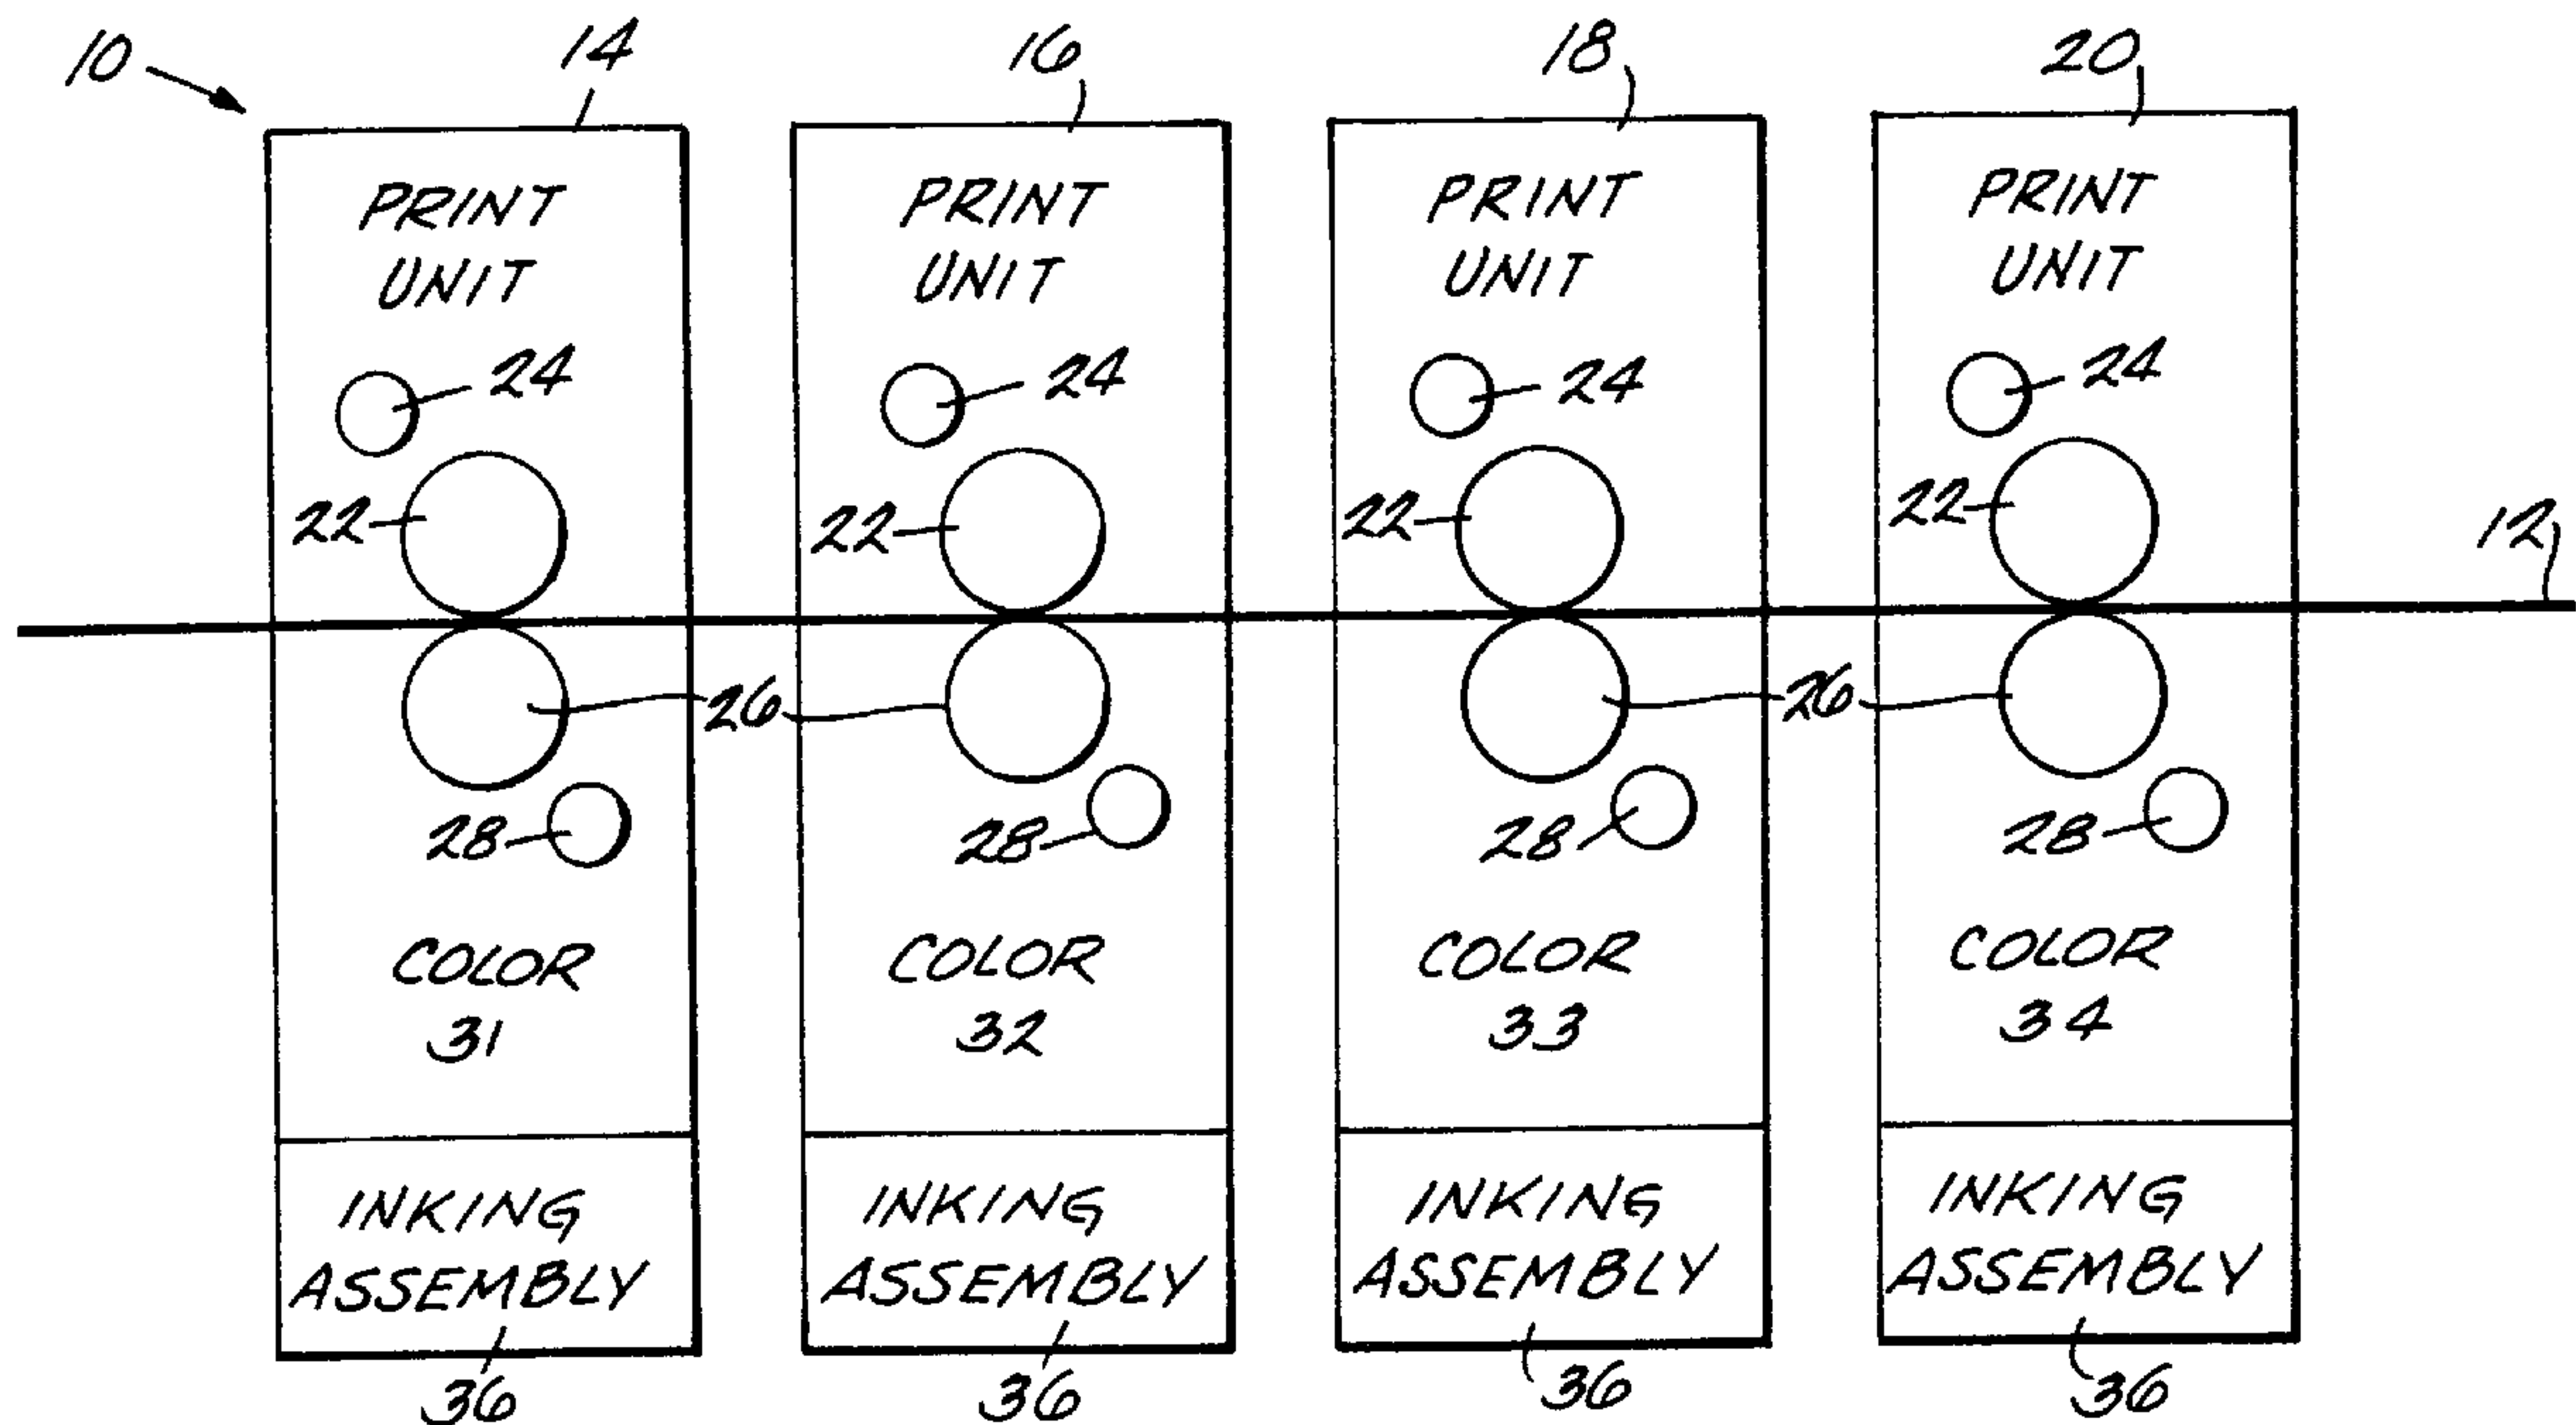 10
14
16
18
20
PRINT
UNIT
PRINT
UNIT
PRINT
UNIT
PRINT
UNIT
24
24
24
24
22
22
22
22
12
26
26
28
28
28
28
COLOR
31
COLOR
32
COLOR
33
COLOR
34
INKING
ASSEMBLY
INKING
ASSEMBLY
INKING
ASSEMBLY
INKING
ASSEMBLY
36
36
36
36